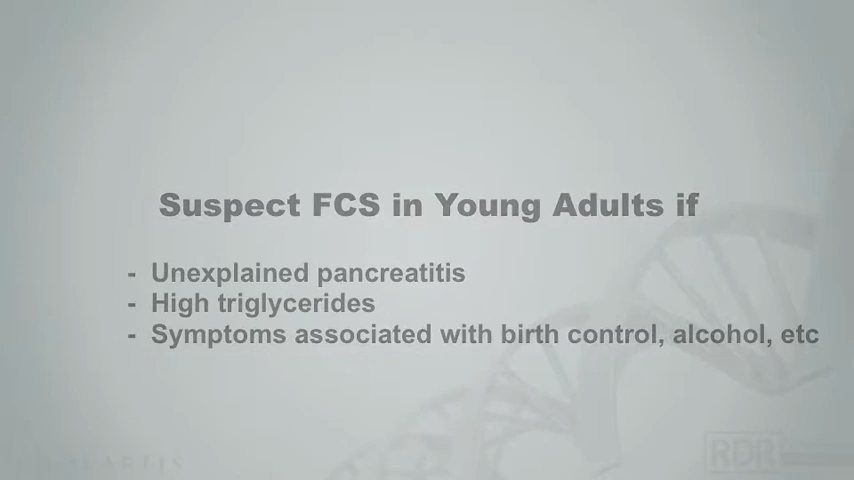 Suspect FCS in Young Adults if
- Unexplained pancreatitis
- High triglycerides
- Symptoms associated with birth control, alcohol, etc
RDR